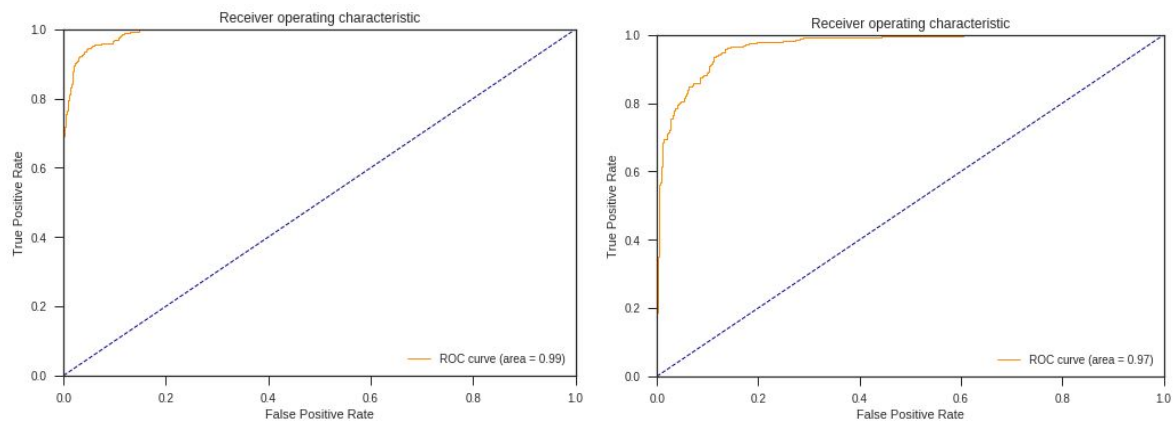 Receiver operating characteristic
1.0
0.8
0.6
0.4
0.2
0.0
True Positive Rate
ROC curve (area = 0.99)
0.0 0.2 0.4 0.6 0.8 1.0
False Positive Rate
Receiver operating characteristic
1.0
0.8
0.6
0.4
0.2
0.0
True Positive Rate
ROC curve (area = 0.97)
0.0 0.2 0.4 0.6 0.8 1.0
False Positive Rate